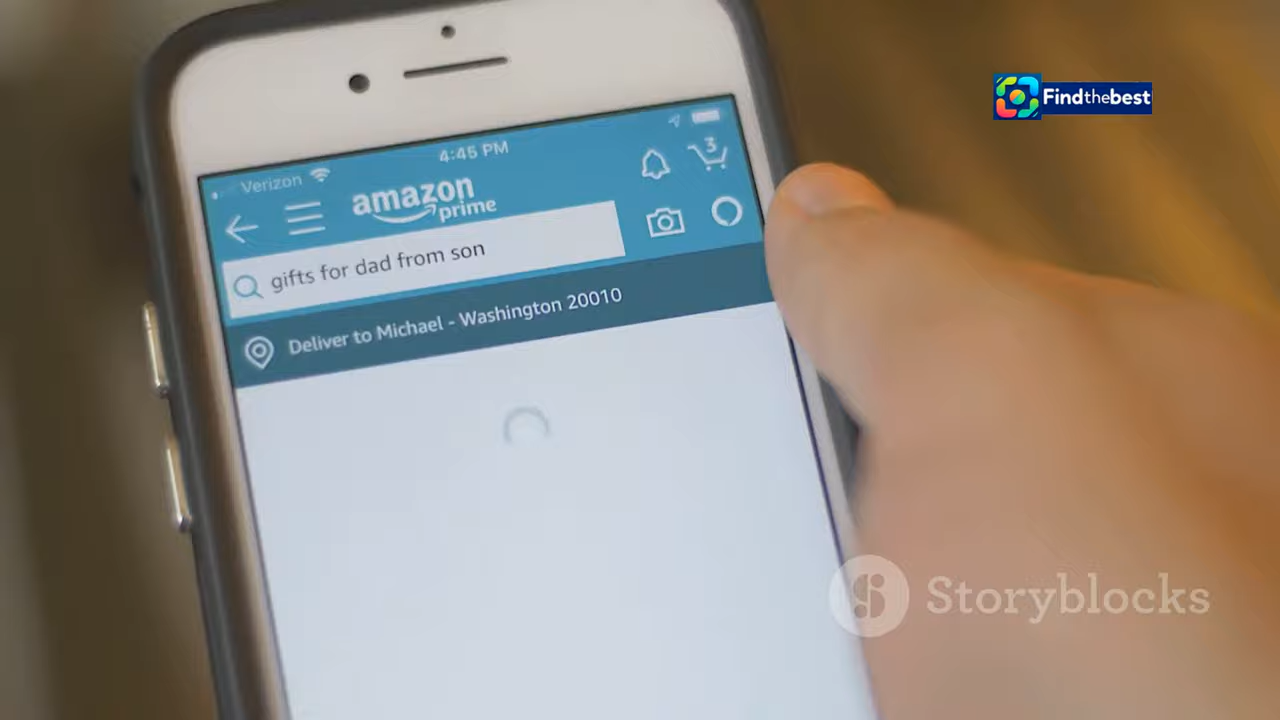 Findthebest
Verizon
4:45 PM
3
amazon
prime
gifts for dad from son
Deliver to Michael - Washington 20010
Storyblocks